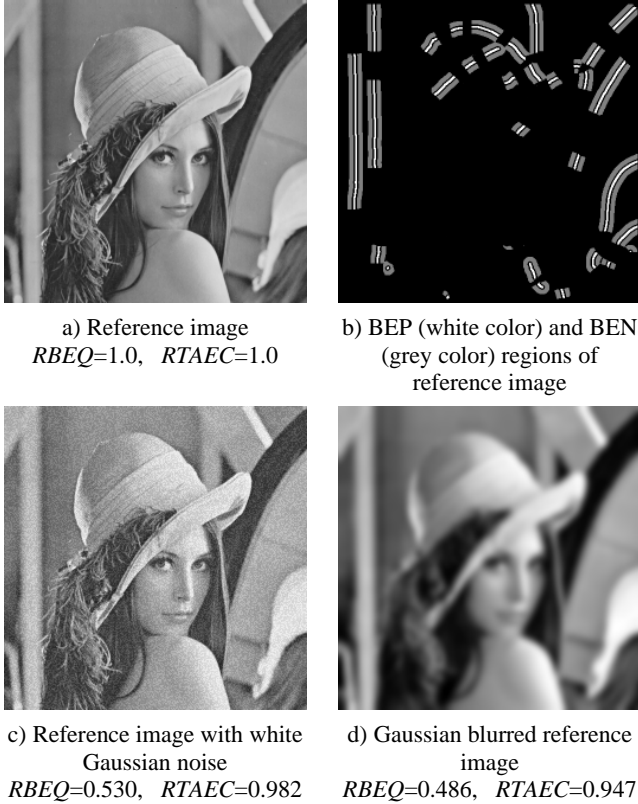 a) Reference image
RBEQ=1.0, RTAEC=1.0
b) BEP (white color) and BEN
(grey color) regions of
reference image
c) Reference image with white
Gaussian noise
RBEQ=0.530, RTAEC=0.982
d) Gaussian blurred reference
image
RBEQ=0.486, RTAEC=0.947